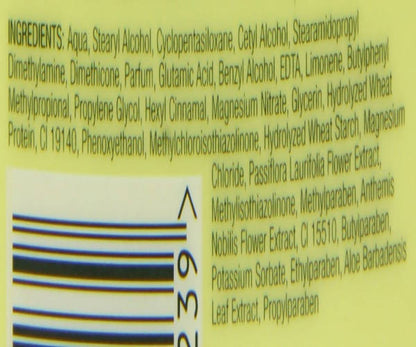 INGREDIENTS: Aqua, Stearyl Alcohol, Cyclopentasiloxane, Cetyl Alcohol, Stearamidopropyl
Dimethylamine, Dimethicone, Parfum, Glutamic Acid, Benzyl Alcohol, EDTA, Limonene, Butylphenyl
Methylpropional, Propylene Glycol, Hexyl Cinnamal, Magnesium Nitrate, Glycerin, Hydrolyzed Wheat
Protein, CI 19140, Phenoxyethanol, Methylchloroisothiazolinone, Hydrolyzed Wheat Starch, Magnesium
Chloride, Passiflora Laurifolia Flower Extract,
Methylisothiazolinone, Methylparaben, Anthemis
Nobilis Flower Extract, CI 15510, Butylparaben,
Potassium Sorbate, Ethylparaben, Aloe Barbadensis
Leaf Extract, Propylparaben
239 >